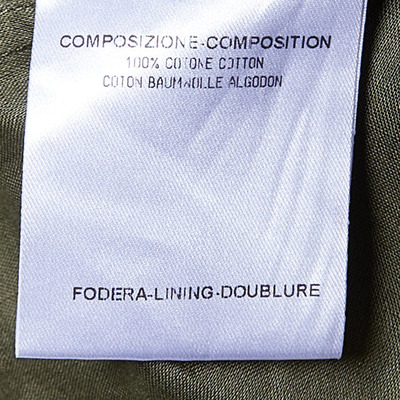 COMPOSIZIONE-COMPOSITION
100% COTONE COTTON
COTON BAUMWOLLE ALGODON
FODERA-LINING-DOUBLURE